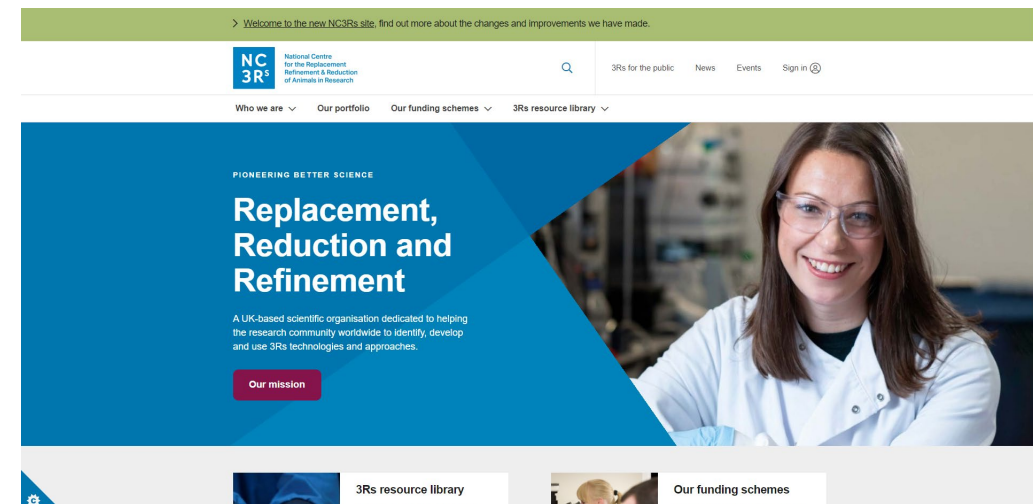 Welcome to the new NC3Rs site, find out more about the changes and improvements we have made.
NC
3Rs
National Centre
for the Replacement
Refinement & Reduction
of Animals in Research
3Rs for the public News Events Sign in
Who we are Our portfolio Our funding schemes 3Rs resource library
PIONEERING BETTER SCIENCE
Replacement,
Reduction and
Refinement
A UK-based scientific organisation dedicated to helping
the research community worldwide to identify, develop
and use 3Rs technologies and approaches.
Our mission
3Rs resource library
Our funding schemes